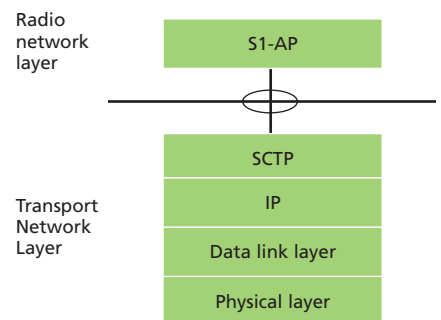 Radio
network
layer
S1-AP
SCTP
IP
Transport
Network
Layer
Data link layer
Physical layer